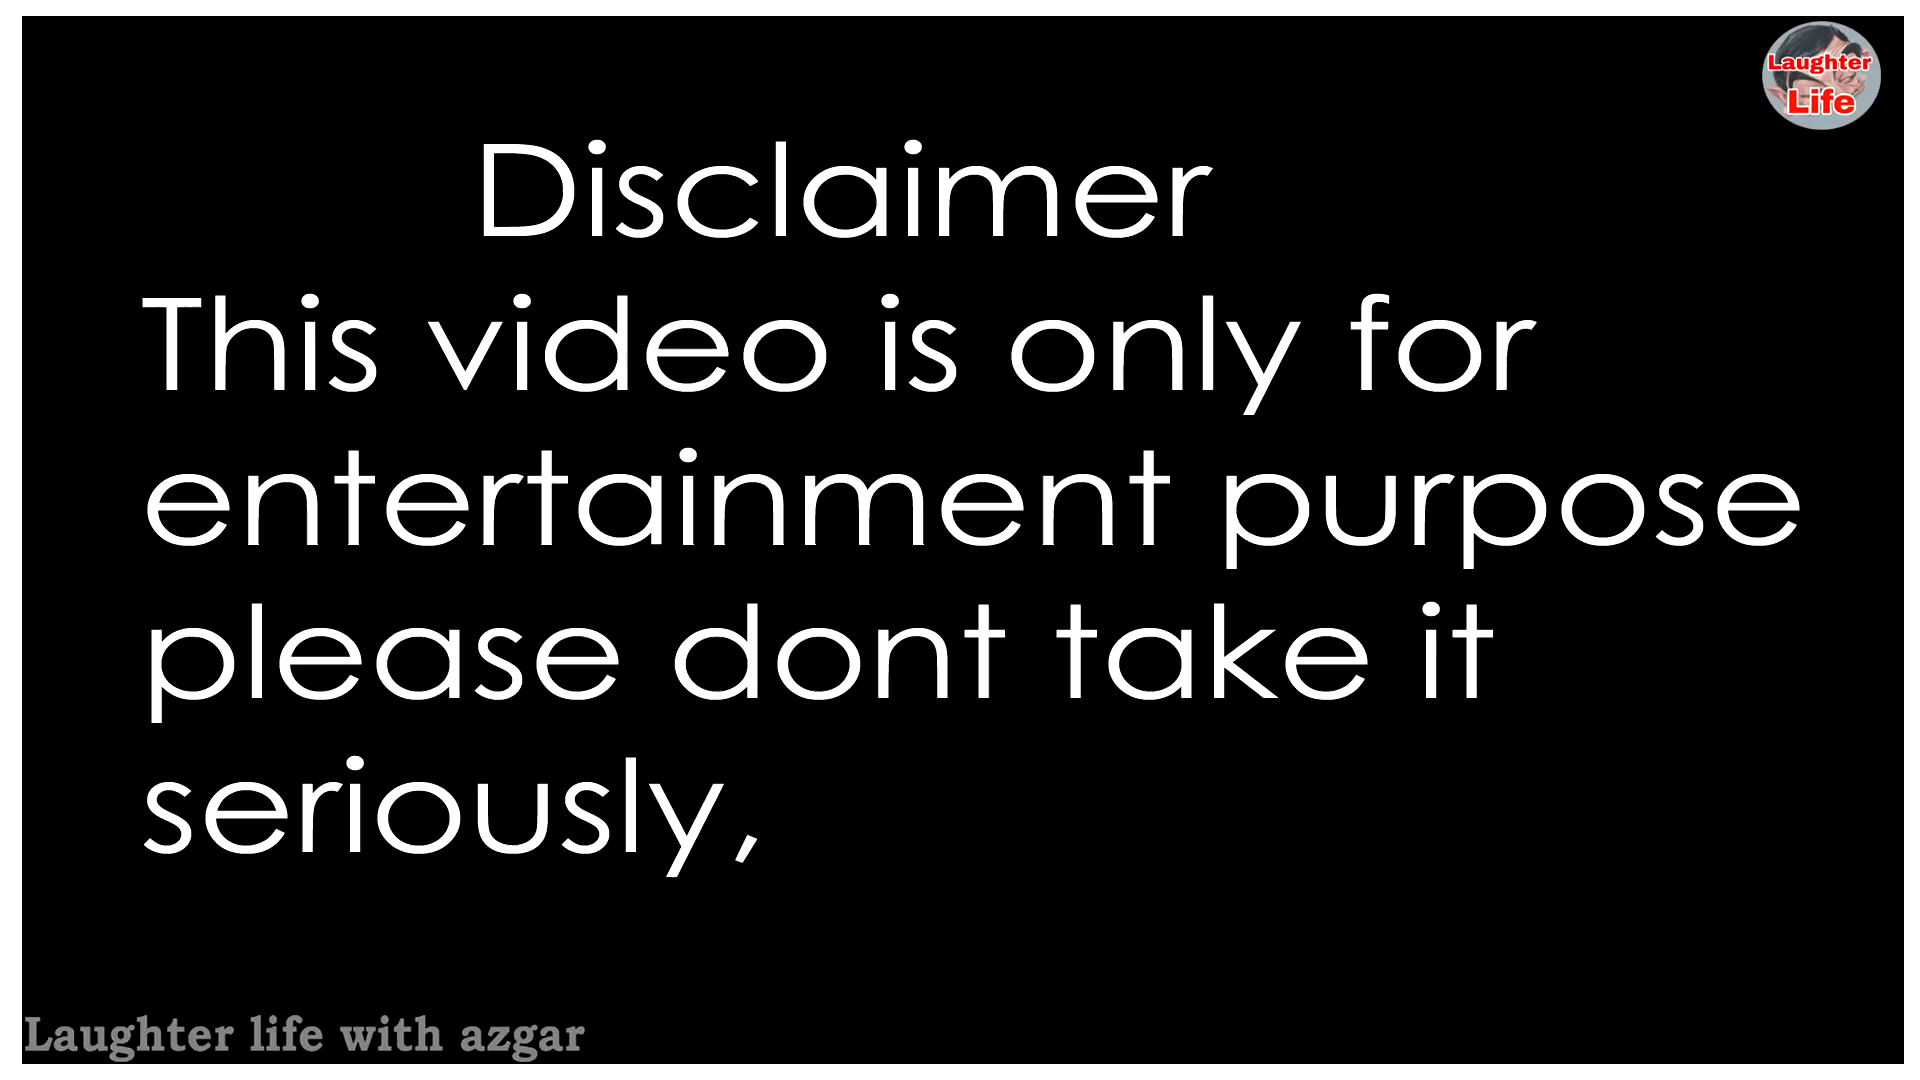 Laughter
Life
Disclaimer
This video is only for
entertainment purpose
please dont take it
seriously,
Laughter life with azgar